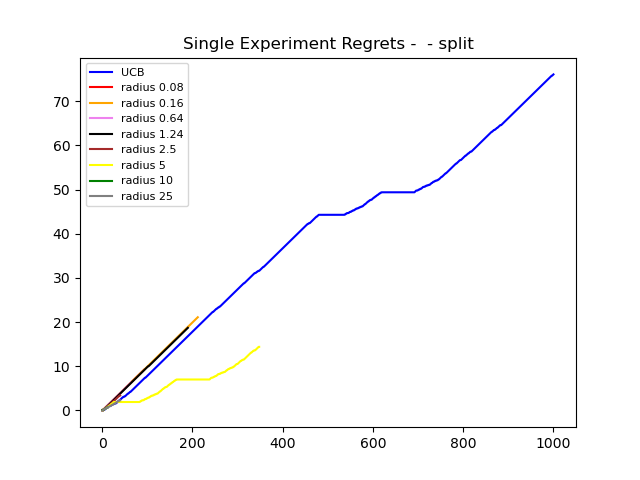 Single Experiment Regrets -  - split
UCB
radius 0.08
radius 0.16
radius 0.64
radius 1.24
radius 2.5
radius 5
radius 10
radius 25
70
60
50
40
30
20
10
0
0 200 400 600 800 1000